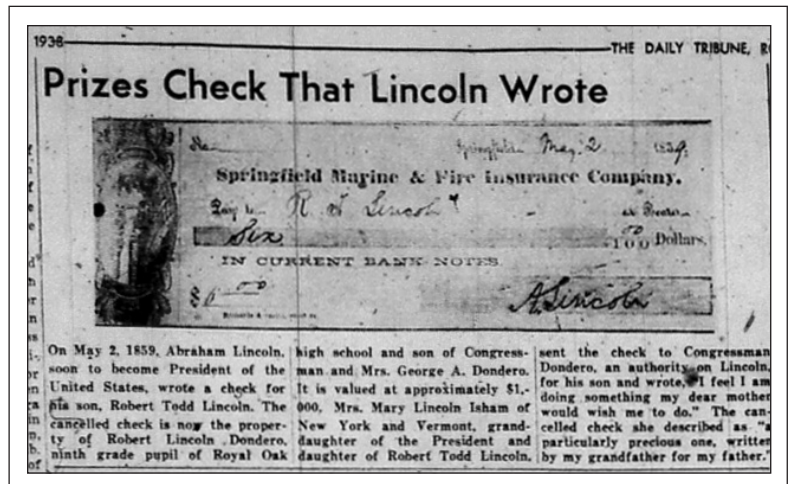 1938
THE DAILY TRIBUNE, R
Prizes Check That Lincoln Wrote
May 2 1859
Springfield Marine & Fire Insurance Company.
Pay to R T Lincoln or Bearer
Six 00/100 Dollars,
IN CURRENT BANK NOTES
$6 00
A. Lincoln
On May 2, 1859, Abraham Lincoln,
soon to become President of the
United States, wrote a check for
his son, Robert Todd Lincoln. The
cancelled check is now the proper-
ty of Robert Lincoln Dondero,
ninth grade pupil of Royal Oak
high school and son of Congress-
man and Mrs. George A. Dondero.
It is valued at approximately $1,-
000, Mrs. Mary Lincoln Isham of
New York and Vermont, grand-
daughter of the President and
daughter of Robert Todd Lincoln,
sent the check to Congressman
Dondero, an authority on Lincoln,
for his son and wrote, "I feel I am
doing something my dear mother
would wish me to do." The can-
celled check she described as "a
particularly precious one, written
by my grandfather for my father."